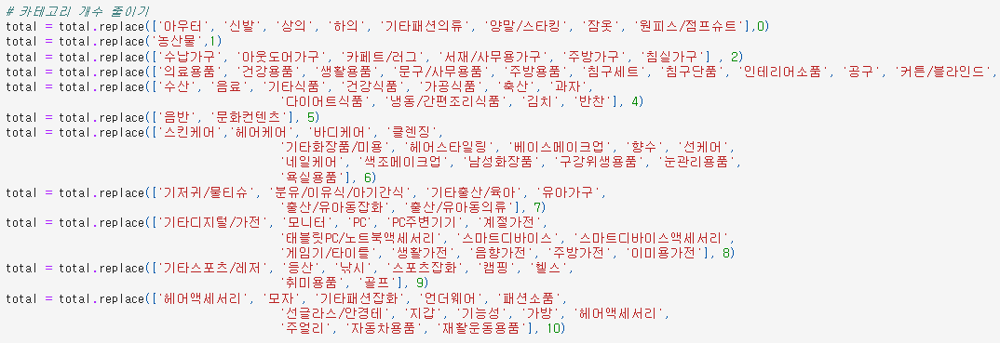 # 카테고리 개수 줄이기
total = total.replace(['아우터', '신발', '상의', '하의', '기타패션의류', '양말/스타킹', '잠옷', '원피스/점프슈트'],0)
total = total.replace('농산물',1)
total = total.replace(['수납가구', '아웃도어가구', '카페트/러그', '서재/사무용가구', '주방가구', '침실가구'] , 2)
total = total.replace(['의료용품', '건강용품', '생활용품', '문구/사무용품', '주방용품', '침구세트', '침구단품', '인테리어소품', '공구', '커튼/블라인드',
total = total.replace(['수산', '음료', '기타식품', '건강식품', '가공식품', '축산', '과자',
'다이어트식품', '냉동/간편조리식품', '김치', '반찬'], 4)
total = total.replace(['음반', '문화컨텐츠'], 5)
total = total.replace(['스킨케어','헤어케어', '바디케어', '클렌징',
'기타화장품/미용', '헤어스타일링', '베이스메이크업', '향수', '선케어',
'네일케어', '색조메이크업', '남성화장품', '구강위생용품', '눈관리용품',
'욕실용품'], 6)
total = total.replace(['기저귀/물티슈', '분유/이유식/아기간식', '기타출산/육아', '유아가구',
'출산/유아동잡화', '출산/유아동의류'], 7)
total = total.replace(['기타디지털/가전', '모니터', 'PC', 'PC주변기기', '계절가전',
'태블릿PC/노트북액세서리', '스마트디바이스', '스마트디바이스액세서리',
'게임기/타이틀', '생활가전', '음향가전', '주방가전', '이미용가전'], 8)
total = total.replace(['기타스포츠/레저', '등산', '낚시', '스포츠잡화', '캠핑', '헬스',
'취미용품', '골프'], 9)
total = total.replace(['헤어액세서리', '모자', '기타패션잡화', '언더웨어', '패션소품',
'선글라스/안경테', '지갑', '기능성', '가방', '헤어액세서리',
'주얼리', '자동차용품', '재활운동용품'], 10)